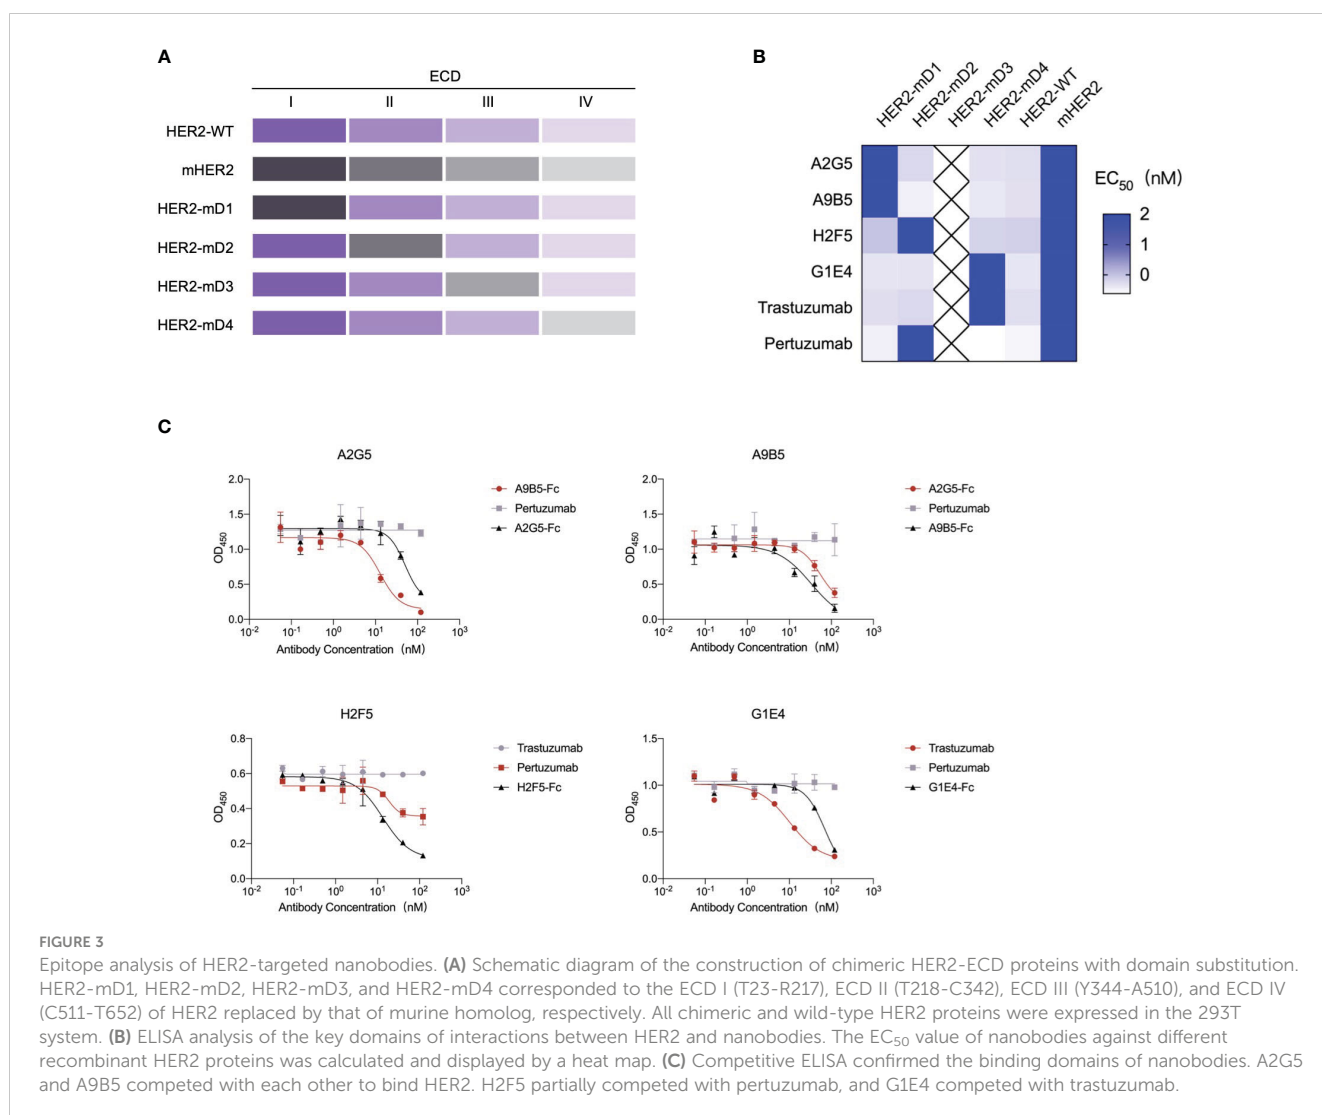 A
ECD
I II III IV
HER2-WT
mHER2
HER2-mD1
HER2-mD2
HER2-mD3
HER2-mD4
B
HER2-mD1
HER2-mD2
HER2-mD3
HER2-mD4
HER2-WT
mHER2
A2G5
A9B5
H2F5
G1E4
Trastuzumab
Pertuzumab
EC50 (nM)
2
1
0
C
A2G5
2.0
1.5
1.0
0.5
0.0
OD450
10-2 10-1 100 101 102 103
Antibody Concentration (nM)
A9B5-Fc
Pertuzumab
A2G5-Fc
A9B5
2.0
1.5
1.0
0.5
0.0
OD450
10-2 10-1 100 101 102 103
Antibody Concentration (nM)
A2G5-Fc
Pertuzumab
A9B5-Fc
H2F5
0.8
0.6
0.4
0.2
0.0
OD450
10-2 10-1 100 101 102 103
Antibody Concentration (nM)
Trastuzumab
Pertuzumab
H2F5-Fc
G1E4
1.5
1.0
0.5
0.0
OD450
10-2 10-1 100 101 102 103
Antibody Concentration (nM)
Trastuzumab
Pertuzumab
G1E4-Fc
FIGURE 3
Epitope analysis of HER2-targeted nanobodies. (A) Schematic diagram of the construction of chimeric HER2-ECD proteins with domain substitution.
HER2-mD1, HER2-mD2, HER2-mD3, and HER2-mD4 corresponded to the ECD I (T23-R217), ECD II (T218-C342), ECD III (Y344-A510), and ECD IV
(C511-T652) of HER2 replaced by that of murine homolog, respectively. All chimeric and wild-type HER2 proteins were expressed in the 293T
system. (B) ELISA analysis of the key domains of interactions between HER2 and nanobodies. The EC50 value of nanobodies against different
recombinant HER2 proteins was calculated and displayed by a heat map. (C) Competitive ELISA confirmed the binding domains of nanobodies. A2G5
and A9B5 competed with each other to bind HER2. H2F5 partially competed with pertuzumab, and G1E4 competed with trastuzumab.